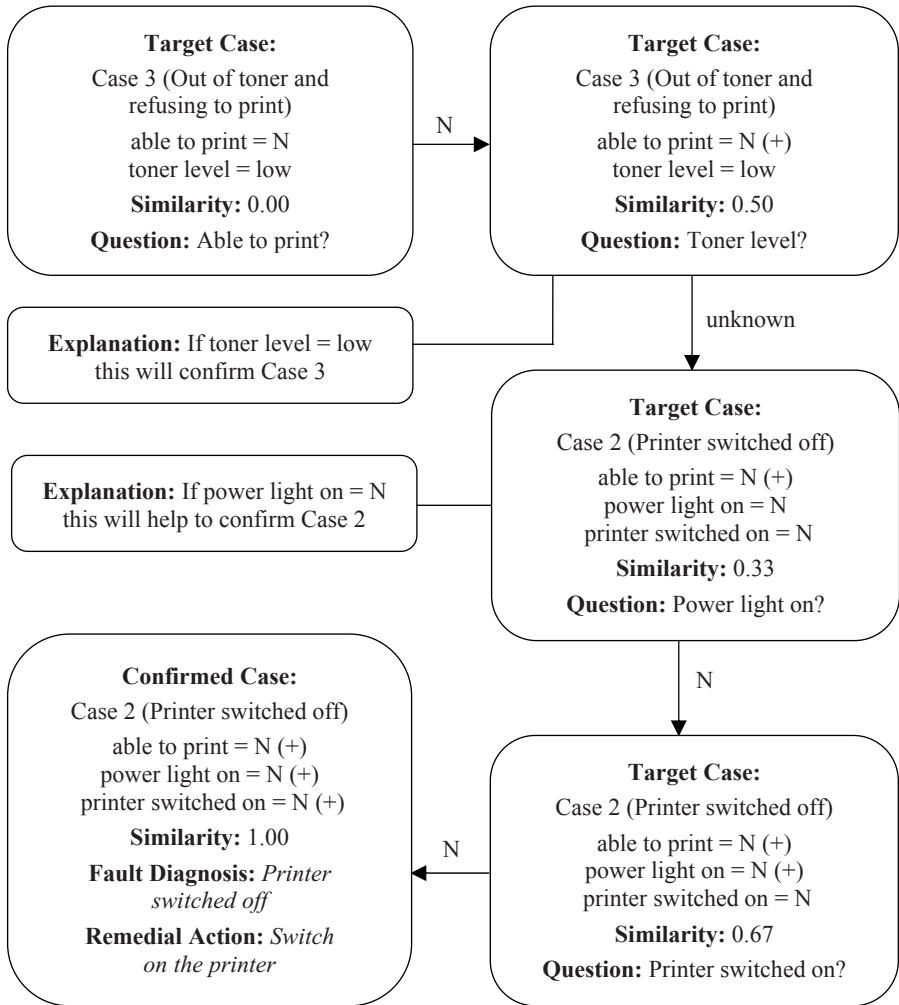 Target Case:
Case 3 (Out of toner and
refusing to print)
able to print = N
toner level = low
Similarity: 0.00
Question: Able to print?
N
Target Case:
Case 3 (Out of toner and
refusing to print)
able to print = N (+)
toner level = low
Similarity: 0.50
Question: Toner level?
Explanation: If toner level = low
this will confirm Case 3
unknown
Target Case:
Case 2 (Printer switched off)
able to print = N (+)
power light on = N
printer switched on = N
Similarity: 0.33
Question: Power light on?
Explanation: If power light on = N
this will help to confirm Case 2
N
Target Case:
Case 2 (Printer switched off)
able to print = N (+)
power light on = N (+)
printer switched on = N
Similarity: 0.67
Question: Printer switched on?
N
Confirmed Case:
Case 2 (Printer switched off)
able to print = N (+)
power light on = N (+)
printer switched on = N (+)
Similarity: 1.00
Fault Diagnosis: Printer
switched off
Remedial Action: Switch
on the printer